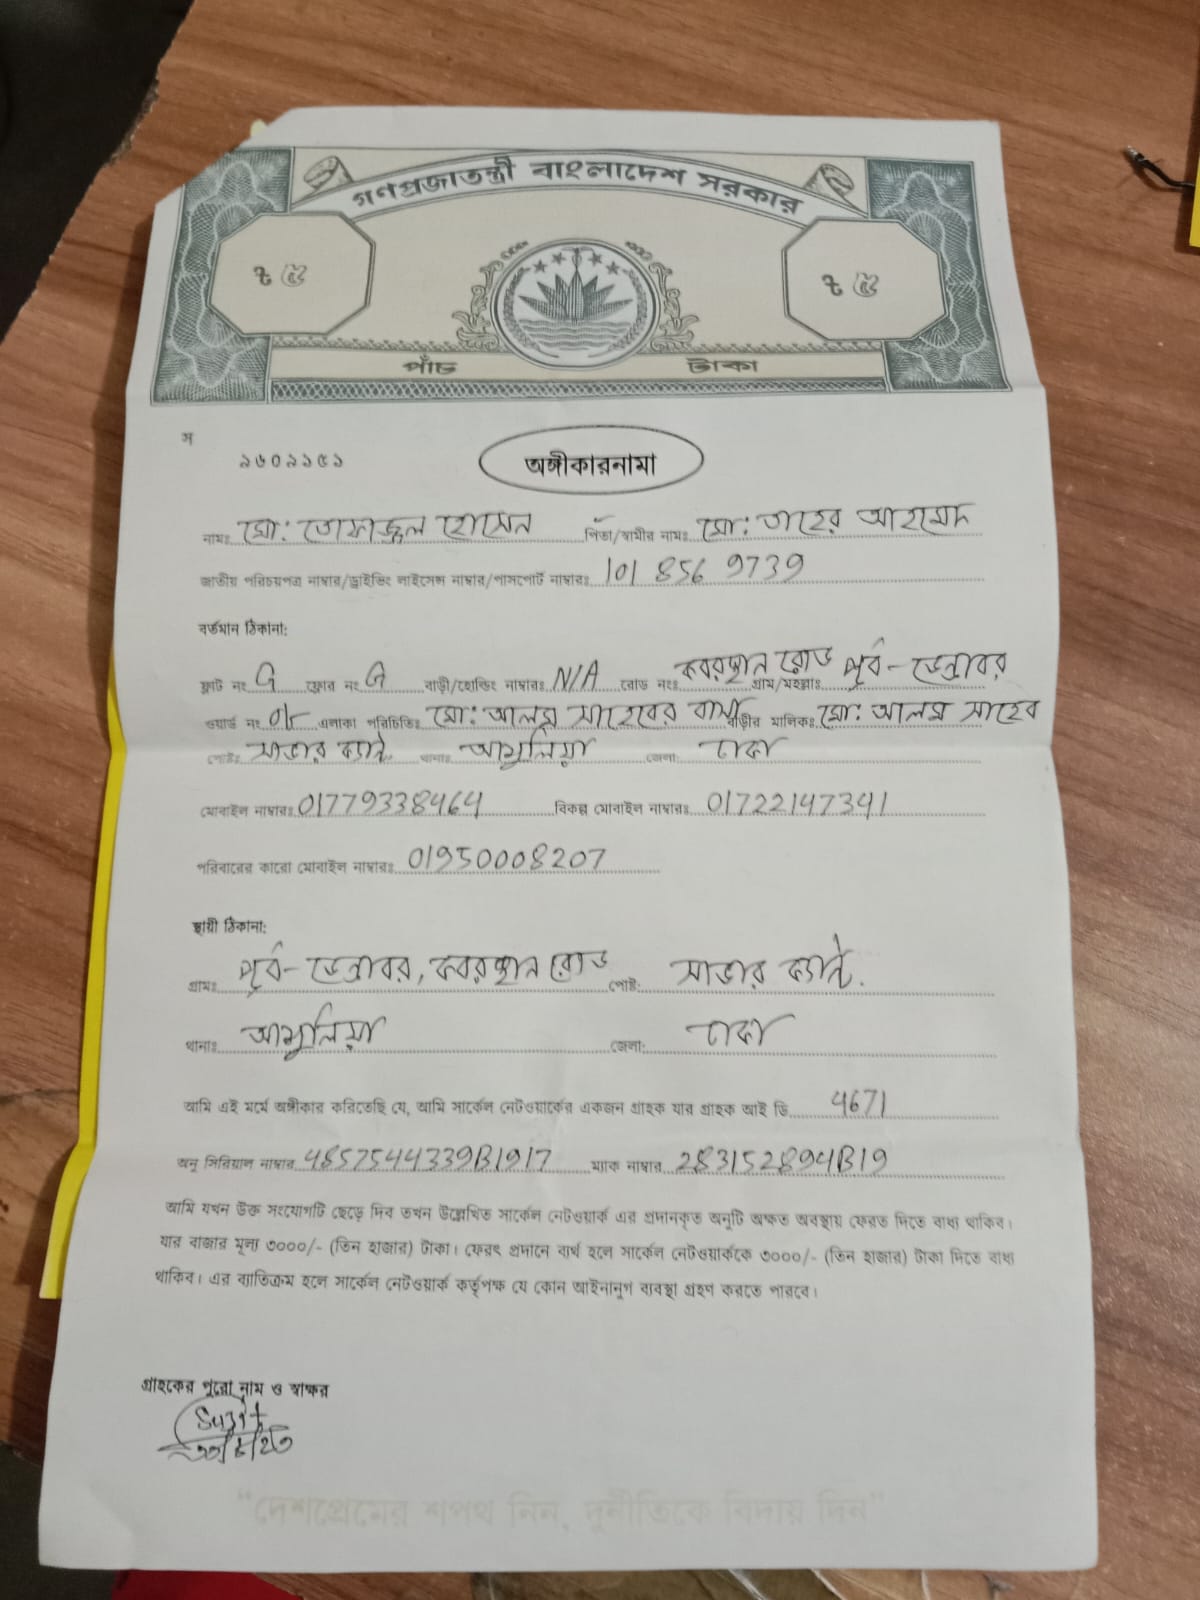 গণপ্রজাতন্ত্রী বাংলাদেশ সরকার
৳ ৫ ৳ ৫
পাঁচ টাকা
স
১৬০২১৫১
অঙ্গীকারনামা
নামঃ মো: তোফাজ্জল হোসেন পিতা/স্বামীর নামঃ মো: তাহের আহমেদ
জাতীয় পরিচয়পত্র নাম্বার/ড্রাইভিং লাইসেন্স নাম্বার/পাসপোর্ট নাম্বারঃ 101 856 9739
বর্তমান ঠিকানা:
ফ্লাট নং G ফ্লোর নং G বাড়ী/হোল্ডিং নাম্বারঃ N/A রোড নংঃ কবরস্থান রোড গ্রাম/মহল্লাঃ পূর্ব-ডেন্ডাবর
ওয়ার্ড নং এলাকা পরিচিতিঃ মো: আলম সাহেবের বাসা বাড়ীর মালিকঃ মো: আলম সাহেব
পোষ্টঃ সাভার ক্যান্ট থানাঃ আশুলিয়া জেলা: ঢাকা
মোবাইল নাম্বারঃ 01779338464 বিকল্প মোবাইল নাম্বারঃ 01722147341
পরিবারের কারো মোবাইল নাম্বারঃ 01950008207
স্থায়ী ঠিকানা:
গ্রামঃ পূর্ব-ডেন্ডাবর, কবরস্থান রোড পোষ্ট: সাভার ক্যান্ট.
থানাঃ আশুলিয়া জেলা: ঢাকা
আমি এই মর্মে অঙ্গীকার করিতেছি যে, আমি সার্কেল নেটওয়ার্কের একজন গ্রাহক যার গ্রাহক আই ডি 4671
অনু সিরিয়াল নাম্বার 4857544339B1917 ম্যাক নাম্বার 283152894B19
আমি যখন উক্ত সংযোগটি ছেড়ে দিব তখন উল্লেখিত সার্কেল নেটওয়ার্ক এর প্রদানকৃত অনুটি অক্ষত অবস্থায় ফেরত দিতে বাধ্য থাকিব।
যার বাজার মূল্য ৩০০০/- (তিন হাজার) টাকা। ফেরৎ প্রদানে ব্যর্থ হলে সার্কেল নেটওয়ার্ককে ৩০০০/- (তিন হাজার) টাকা দিতে বাধ্য
থাকিব। এর ব্যতিক্রম হলে সার্কেল নেটওয়ার্ক কর্তৃপক্ষ যে কোন আইনানুগ ব্যবস্থা গ্রহণ করতে পারবে।
গ্রাহকের পুরো নাম ও স্বাক্ষর
"দেশপ্রেমের শপথ নিন, দুর্নীতিকে বিদায় দিন"